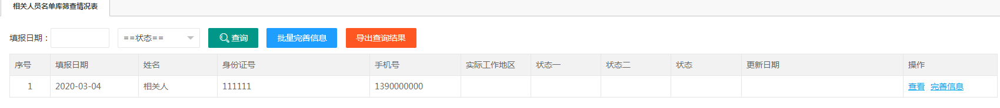 相关人员名单库筛查情况表
填报日期： ==状态== 查询 批量完善信息 导出查询结果
序号 填报日期 姓名 身份证号 手机号 实际工作地区 状态一 状态二 状态 更新日期 操作
1 2020-03-04 相关人 111111 1390000000 查看 完善信息